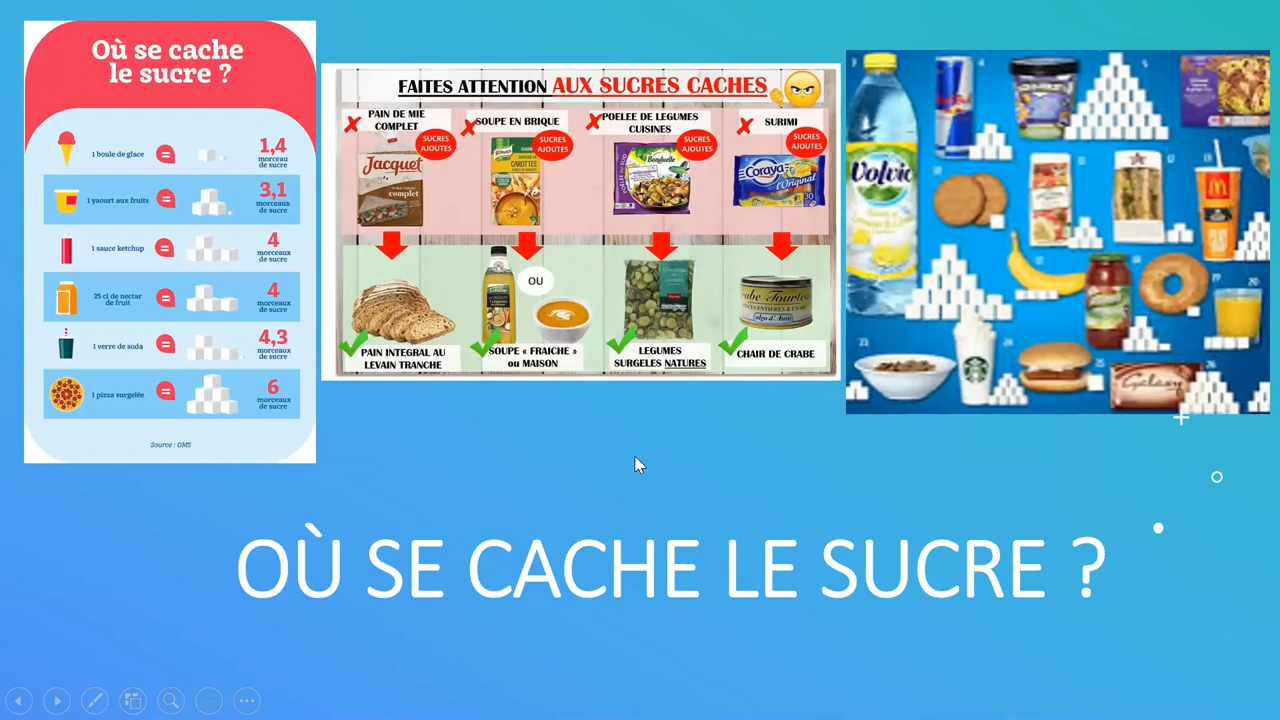 Où se cache
le sucre ?
1 boule de glace
=
1,4
morceau
de sucre
1 yaourt aux fruits
=
3,1
morceaux
de sucre
1 sauce ketchup
=
4
morceaux
de sucre
25 cl de nectar
de fruit
=
4
morceaux
de sucre
1 verre de soda
=
4,3
morceaux
de sucre
1 pizza surgelée
=
6
morceaux
de sucre
Source : OMS
FAITES ATTENTION AUX SUCRES CACHES
PAIN DE MIE
COMPLET
SUCRES
AJOUTES
Jacquet
complet
SOUPE EN BRIQUE
SUCRES
AJOUTES
Knorr
CAROTTES
POELEE DE LEGUMES
CUISINES
SUCRES
AJOUTES
Bonduelle
SURIMI
SUCRES
AJOUTES
Coraya
l'Original
30
PAIN INTEGRAL AU
LEVAIN TRANCHE
OU
SOUPE « FRAICHE »
ou MAISON
LEGUMES
SURGELES NATURES
CHAIR DE CRABE
Volvic
Red Bull
Galaxy
OÙ SE CACHE LE SUCRE ?